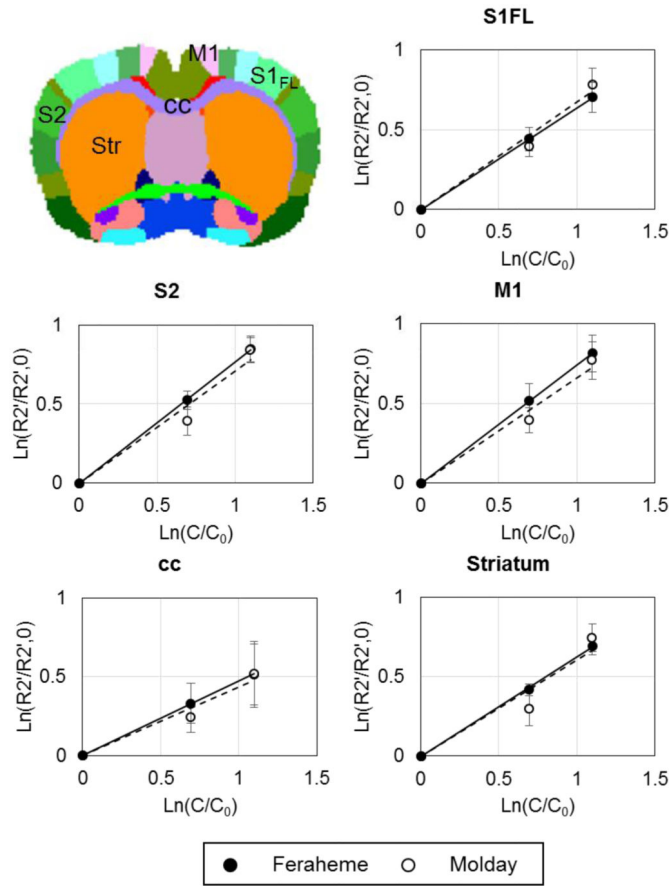 M1
S1FL
S2
cc
Str
S1FL
Ln(R2'/R2',0)
1
0.5
0
0 0.5 1 1.5
Ln(C/C0)
S2
Ln(R2'/R2',0)
1
0.5
0
0 0.5 1 1.5
Ln(C/C0)
M1
Ln(R2'/R2',0)
1
0.5
0
0 0.5 1 1.5
Ln(C/C0)
cc
Ln(R2'/R2',0)
1
0.5
0
0 0.5 1 1.5
Ln(C/C0)
Striatum
Ln(R2'/R2',0)
1
0.5
0
0 0.5 1 1.5
Ln(C/C0)
Feraheme Molday